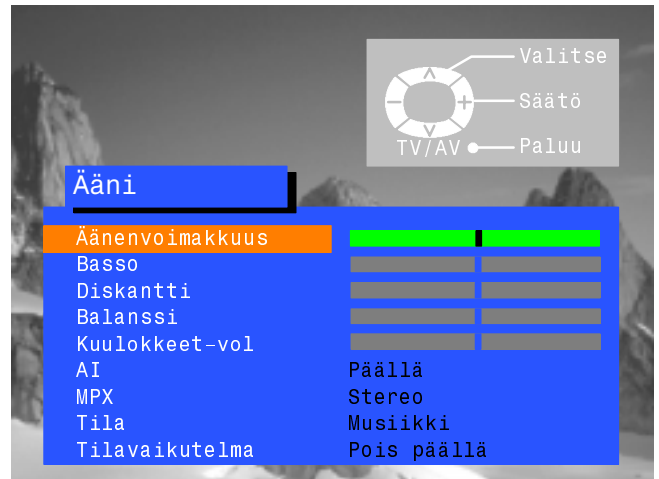 Valitse
Säätö
TV/AV Paluu
Ääni
Äänenvoimakkuus
Basso
Diskantti
Balanssi
Kuulokkeet-vol
AI Päällä
MPX Stereo
Tila Musiikki
Tilavaikutelma Pois päällä